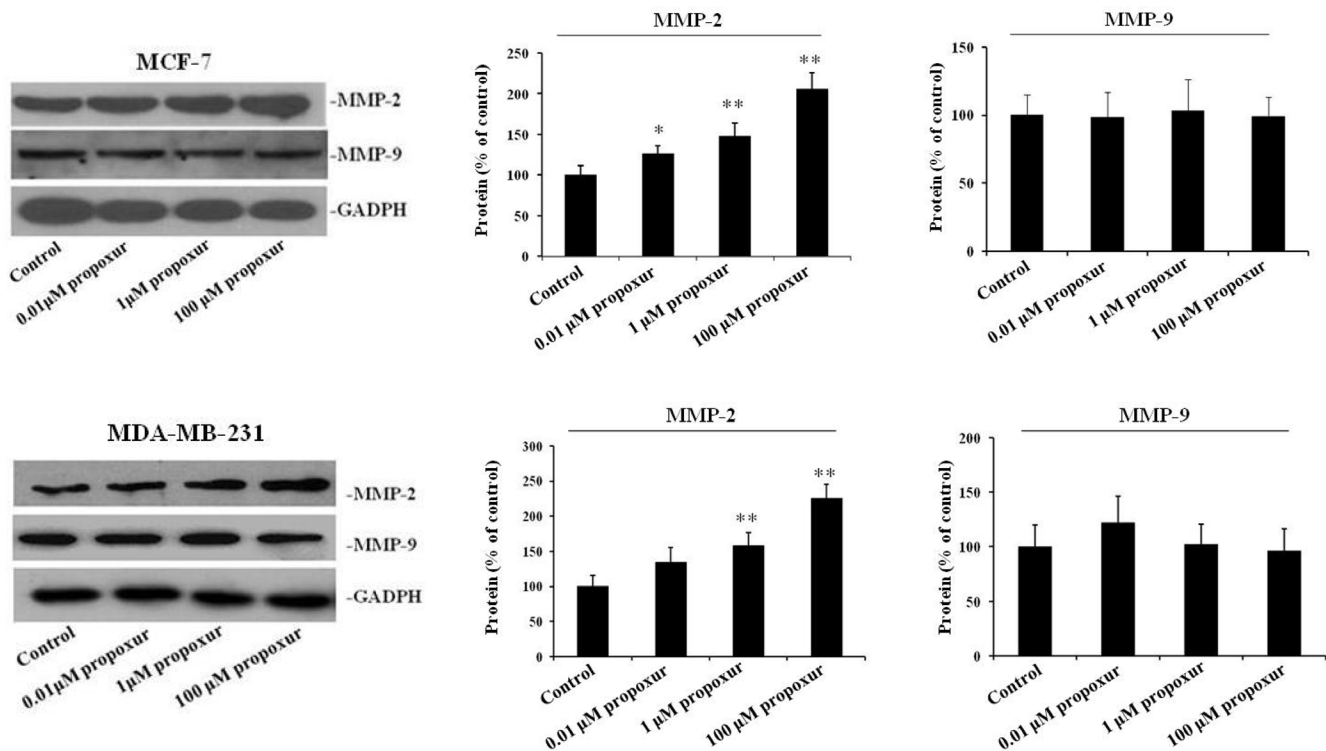 MCF-7
-MMP-2
-MMP-9
-GADPH
Control
0.01µM propoxur
1µM propoxur
100 µM propoxur
MMP-2
Protein (% of control)
250
200
150
100
50
0
*
**
**
Control
0.01 µM propoxur
1 µM propoxur
100 µM propoxur
MMP-9
Protein (% of control)
150
100
50
0
Control
0.01 µM propoxur
1 µM propoxur
100 µM propoxur
MDA-MB-231
-MMP-2
-MMP-9
-GADPH
Control
0.01µM propoxur
1µM propoxur
100 µM propoxur
MMP-2
Protein (% of control)
300
250
200
150
100
50
0
**
**
Control
0.01 µM propoxur
1 µM propoxur
100 µM propoxur
MMP-9
Protein (% of control)
200
150
100
50
0
Control
0.01 µM propoxur
1 µM propoxur
100 µM propoxur